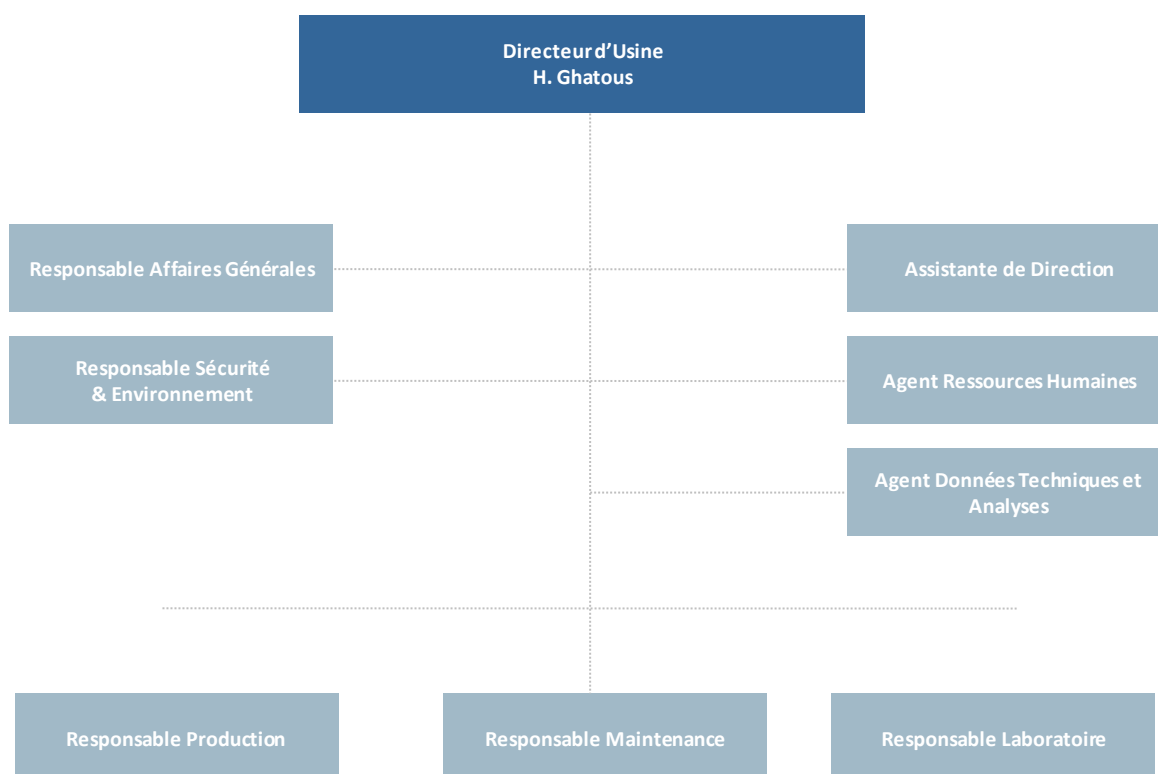 Directeur d’Usine
H. Ghatous
Responsable Affaires Générales
Assistante de Direction
Responsable Sécurité
& Environnement
Agent Ressources Humaines
Agent Données Techniques et
Analyses
Responsable Production
Responsable Maintenance
Responsable Laboratoire